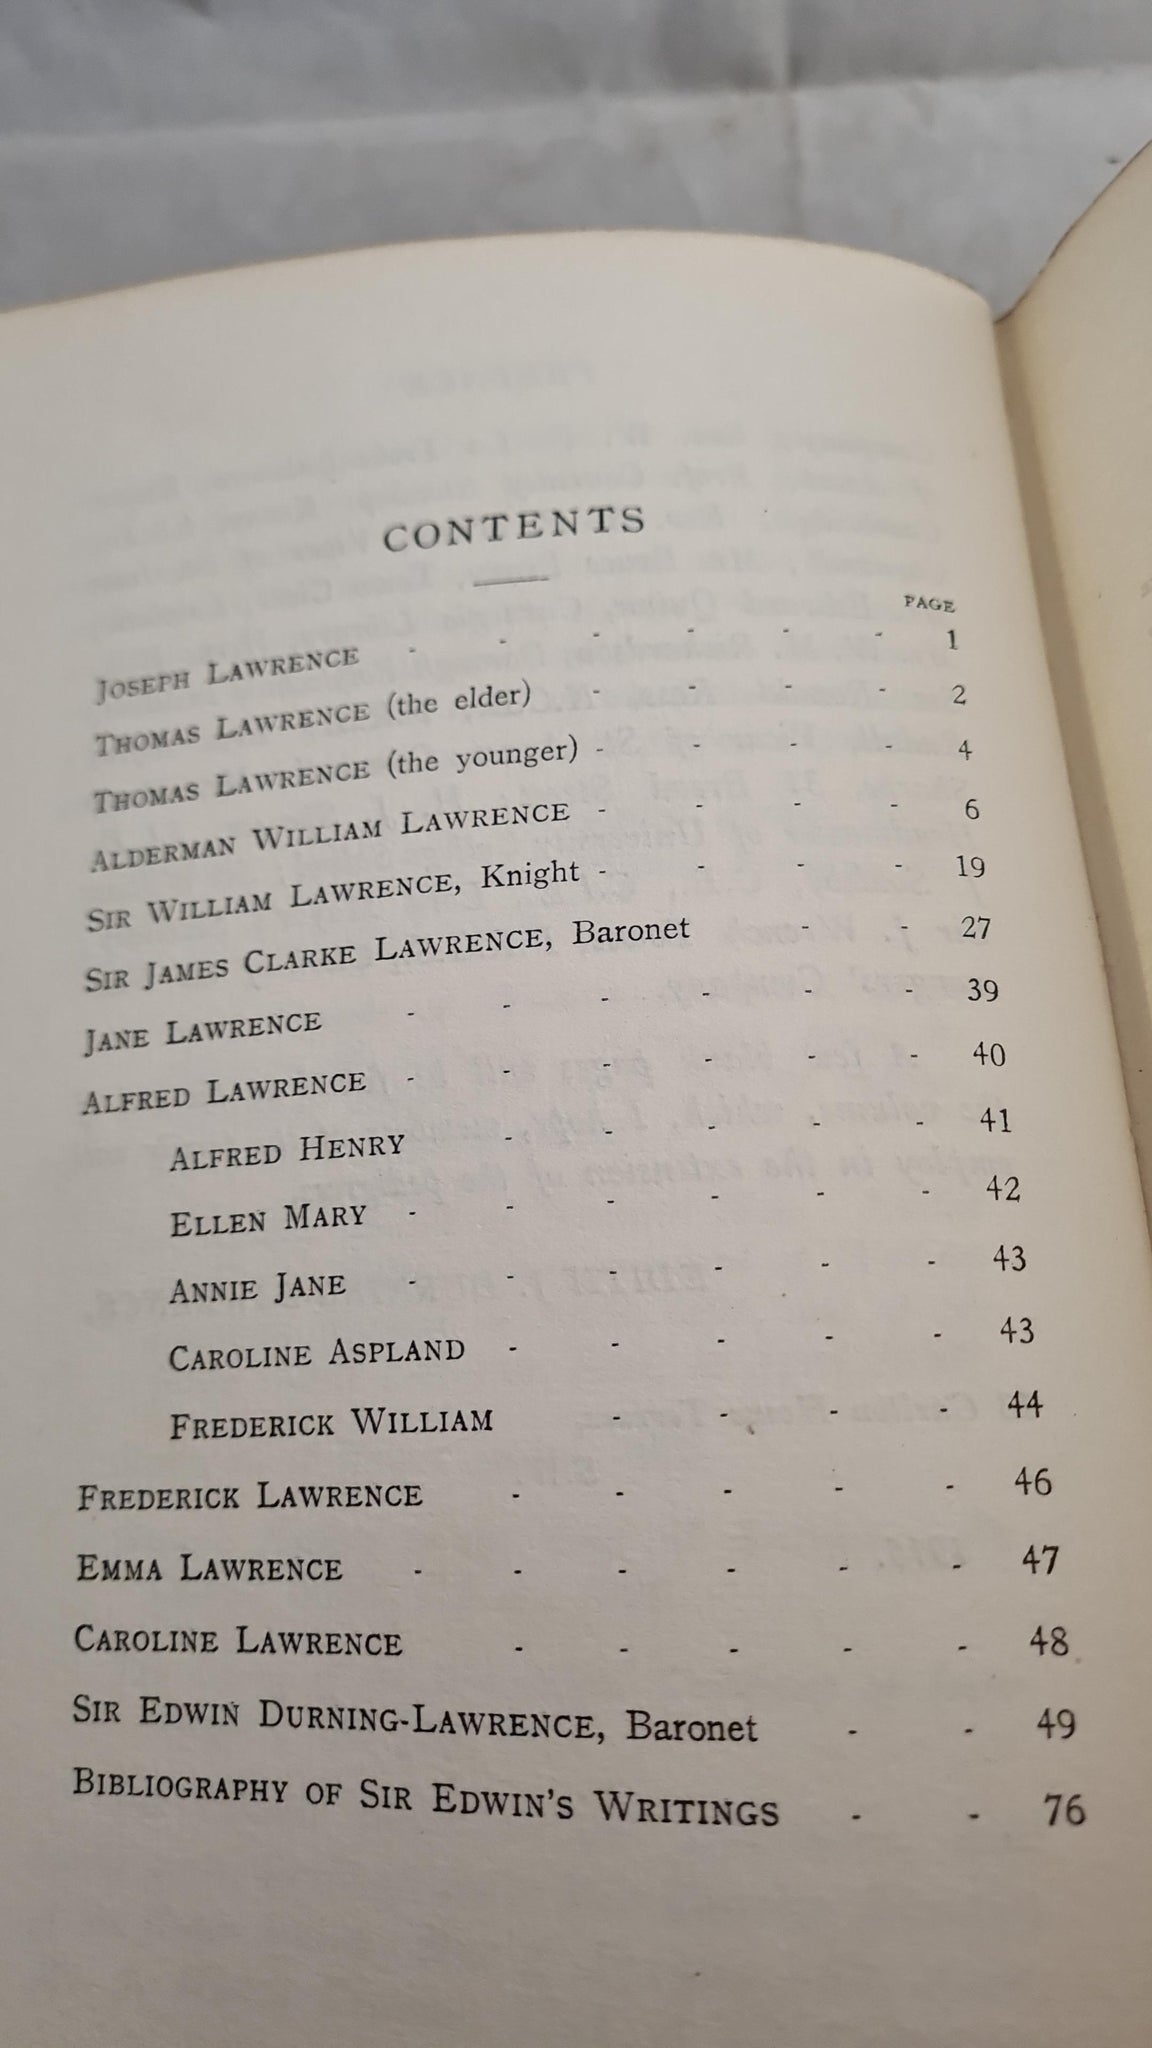 CONTENTS
PAGE
JOSEPH LAWRENCE - - - - - - 1
THOMAS LAWRENCE (the elder) - - - - 2
THOMAS LAWRENCE (the younger) - - - - 4
ALDERMAN WILLIAM LAWRENCE - - - - 6
SIR WILLIAM LAWRENCE, Knight - - - - 19
SIR JAMES CLARKE LAWRENCE, Baronet - - 27
JANE LAWRENCE - - - - - - 39
ALFRED LAWRENCE - - - - - - 40
ALFRED HENRY - - - - - 41
ELLEN MARY - - - - - - 42
ANNIE JANE - - - - - - 43
CAROLINE ASPLAND - - - - - 43
FREDERICK WILLIAM - - - - 44
FREDERICK LAWRENCE - - - - - 46
EMMA LAWRENCE - - - - - - 47
CAROLINE LAWRENCE - - - - - 48
SIR EDWIN DURNING-LAWRENCE, Baronet - - 49
BIBLIOGRAPHY OF SIR EDWIN'S WRITINGS - - 76